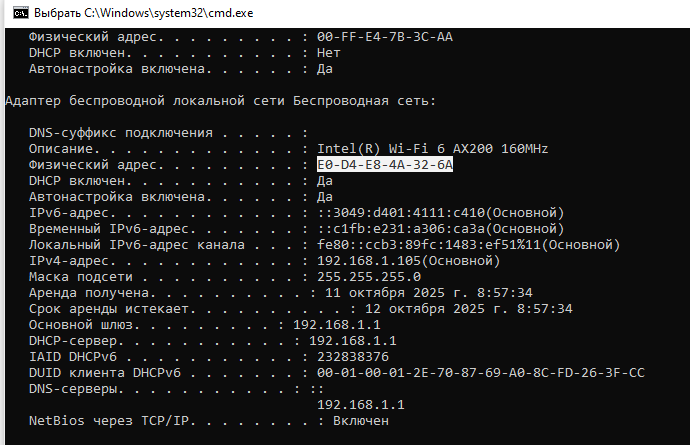 Выбрать C:\Windows\system32\cmd.exe
Физический адрес. . . . . . . . . : 00-FF-E4-7B-3C-AA
DHCP включен. . . . . . . . . . . : Нет
Автонастройка включена. . . . . . : Да
Адаптер беспроводной локальной сети Беспроводная сеть:
DNS-суффикс подключения . . . . . :
Описание. . . . . . . . . . . . . : Intel(R) Wi-Fi 6 AX200 160MHz
Физический адрес. . . . . . . . . : E0-D4-E8-4A-32-6A
DHCP включен. . . . . . . . . . . : Да
Автонастройка включена. . . . . . : Да
IPv6-адрес. . . . . . . . . . . . : ::3049:d401:4111:c410(Основной)
Временный IPv6-адрес. . . . . . . : ::c1fb:e231:a306:ca3a(Основной)
Локальный IPv6-адрес канала . . . : fe80::ccb3:89fc:1483:ef51%11(Основной)
IPv4-адрес. . . . . . . . . . . . : 192.168.1.105(Основной)
Маска подсети . . . . . . . . . . : 255.255.255.0
Аренда получена. . . . . . . . . . : 11 октября 2025 г. 8:57:34
Срок аренды истекает. . . . . . . . . . : 12 октября 2025 г. 8:57:34
Основной шлюз. . . . . . . . . : 192.168.1.1
DHCP-сервер. . . . . . . . . . . : 192.168.1.1
IAID DHCPv6 . . . . . . . . . . . : 232838376
DUID клиента DHCPv6 . . . . . . . : 00-01-00-01-2E-70-87-69-A0-8C-FD-26-3F-CC
DNS-серверы. . . . . . . . . . . : ::
192.168.1.1
NetBios через TCP/IP. . . . . . . . : Включен